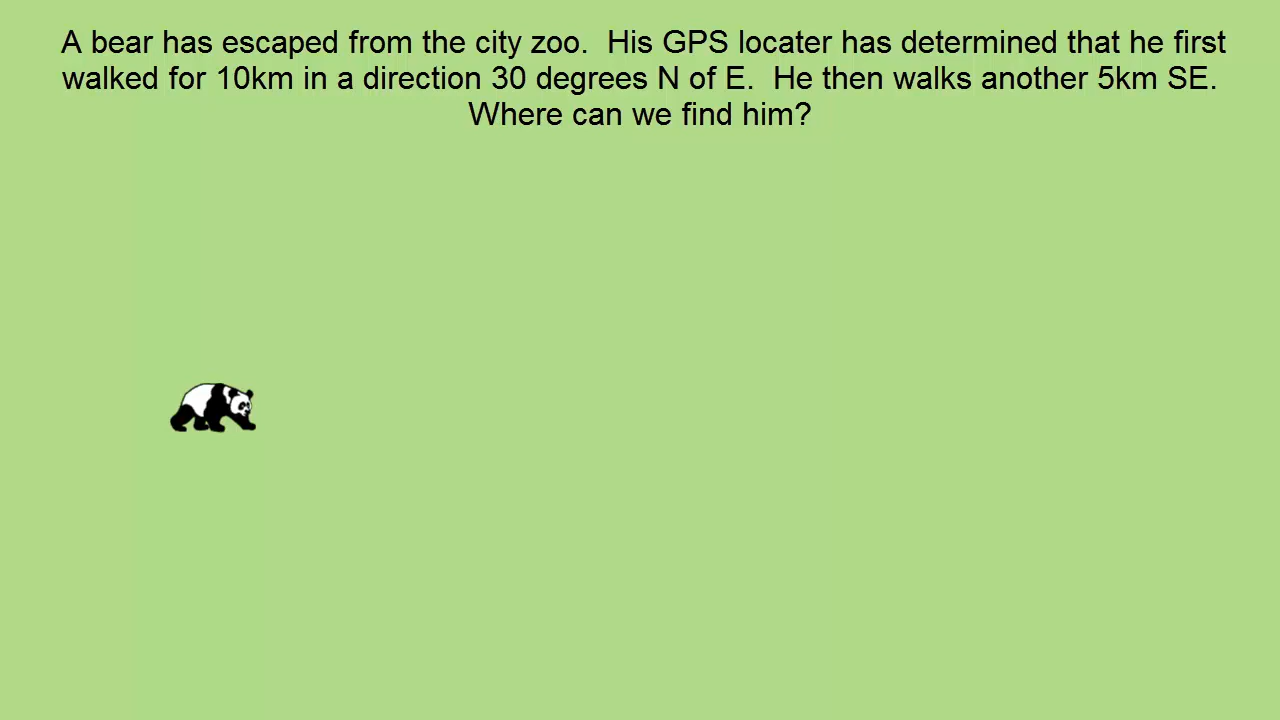 A bear has escaped from the city zoo.  His GPS locater has determined that he first
walked for 10km in a direction 30 degrees N of E.  He then walks another 5km SE.
Where can we find him?